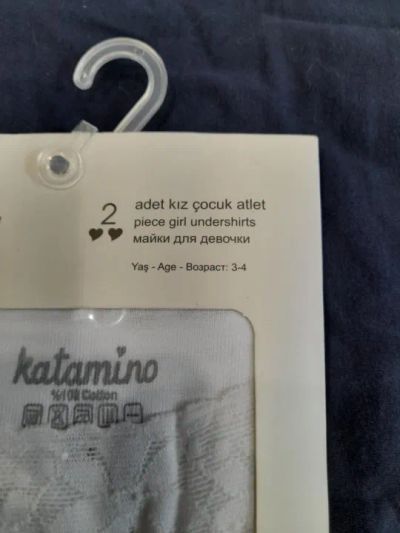 2
adet kız çocuk atlet
piece girl undershirts
майки для девочки
Yaş - Age - Возраст: 3-4
katamino
%100 Cotton